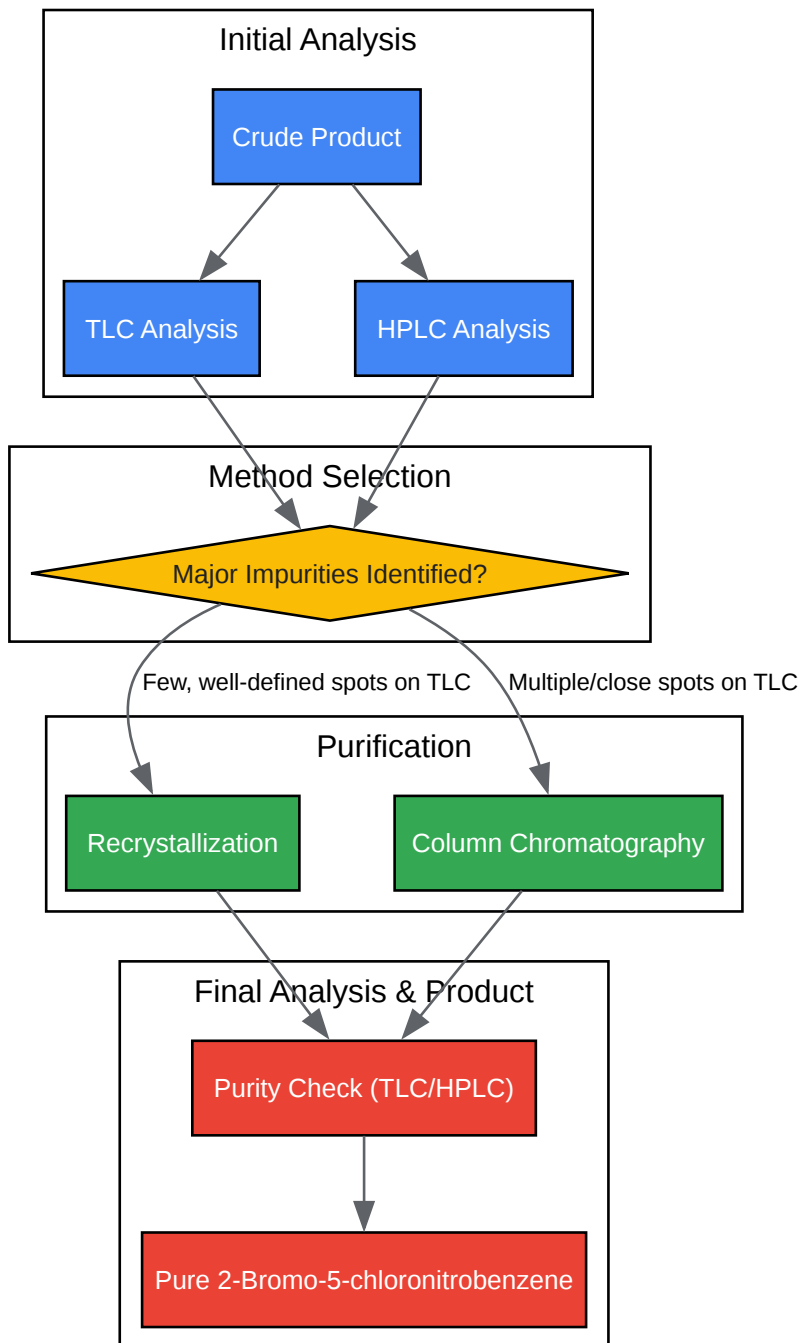 Initial Analysis
Crude Product
TLC Analysis
HPLC Analysis
Method Selection
Major Impurities Identified?
Few, well-defined spots on TLC
Multiple/close spots on TLC
Purification
Recrystallization
Column Chromatography
Final Analysis & Product
Purity Check (TLC/HPLC)
Pure 2-Bromo-5-chloronitrobenzene